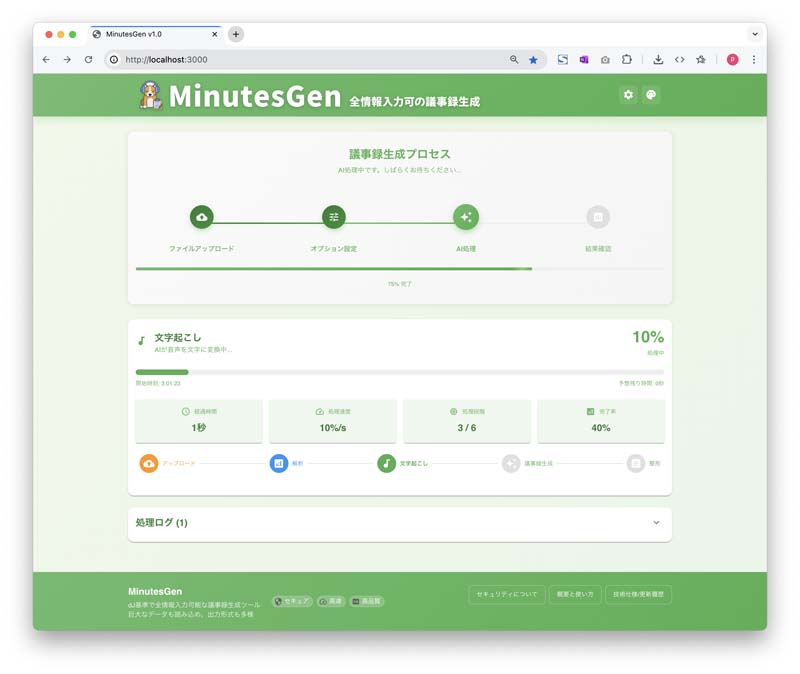 MinutesGen v1.0
http://localhost:3000
MinutesGen 全情報入力可の議事録生成
議事録生成プロセス
AI処理中です。しばらくお待ちください...
ファイルアップロード
オプション設定
AI処理
結果確認
75% 完了
文字起こし
AIが音声を文字に変換中...
10%
処理中
開始時刻: 3:01:23
予想残り時間: 0秒
経過時間
1秒
処理速度
10%/s
処理段階
3 / 6
完了率
40%
アップロード
解析
文字起こし
議事録生成
整形
処理ログ (1)
MinutesGen
dJ基準で全情報入力可能な議事録生成ツール
巨大なデータも読み込め、出力形式も多様
セキュア
高速
高品質
セキュリティについて
概要と使い方
技術仕様/更新履歴